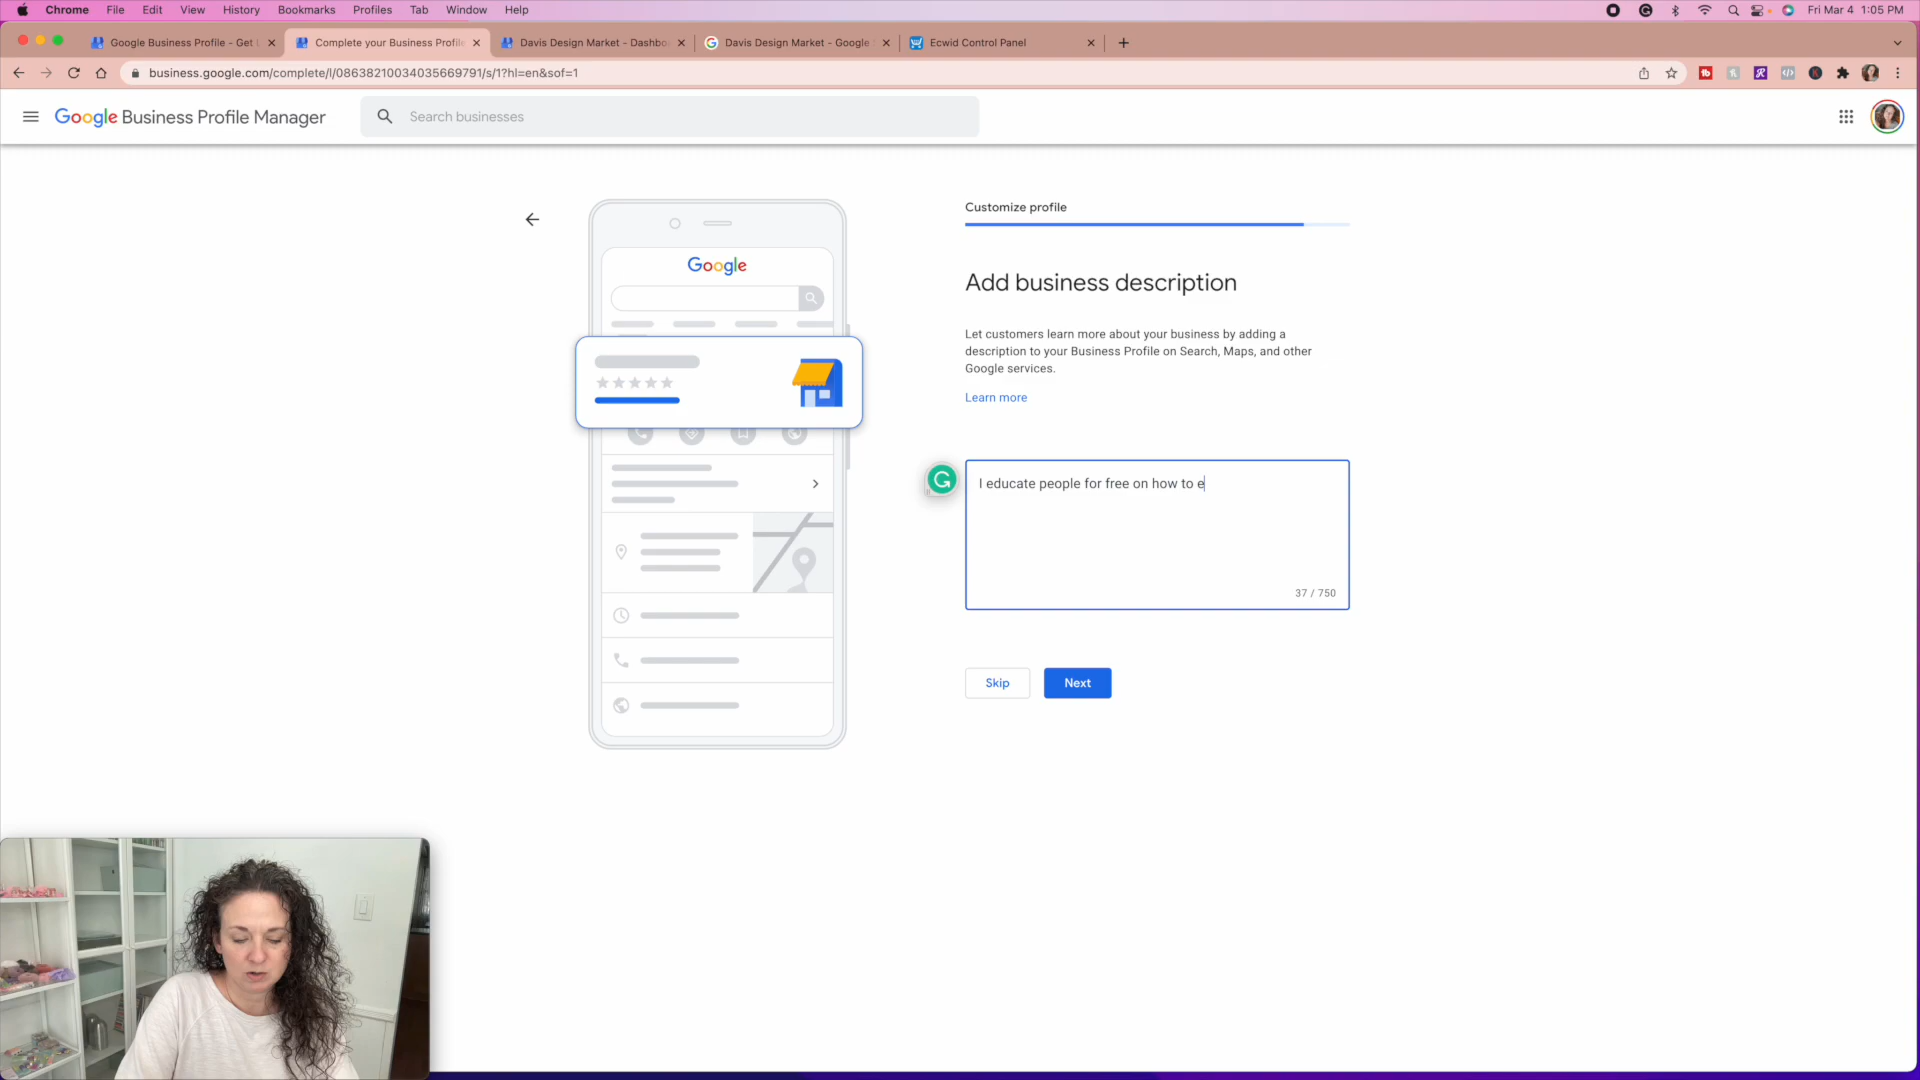 Chrome File Edit View History Bookmarks Profiles Tab Window Help Fri Mar 4 1:05 PM
Google Business Profile - Get Complete your Business Profile Davis Design Market - Dashbo Davis Design Market - Google Ecwid Control Panel
business.google.com/complete/l/08638210034035669791/s/1?hl=en&sof=1
Google Business Profile Manager Search businesses
Customize profile
Google
Add business description
Let customers learn more about your business by adding a
description to your Business Profile on Search, Maps, and other
Google services.
Learn more
I educate people for free on how to e
37 / 750
Skip Next